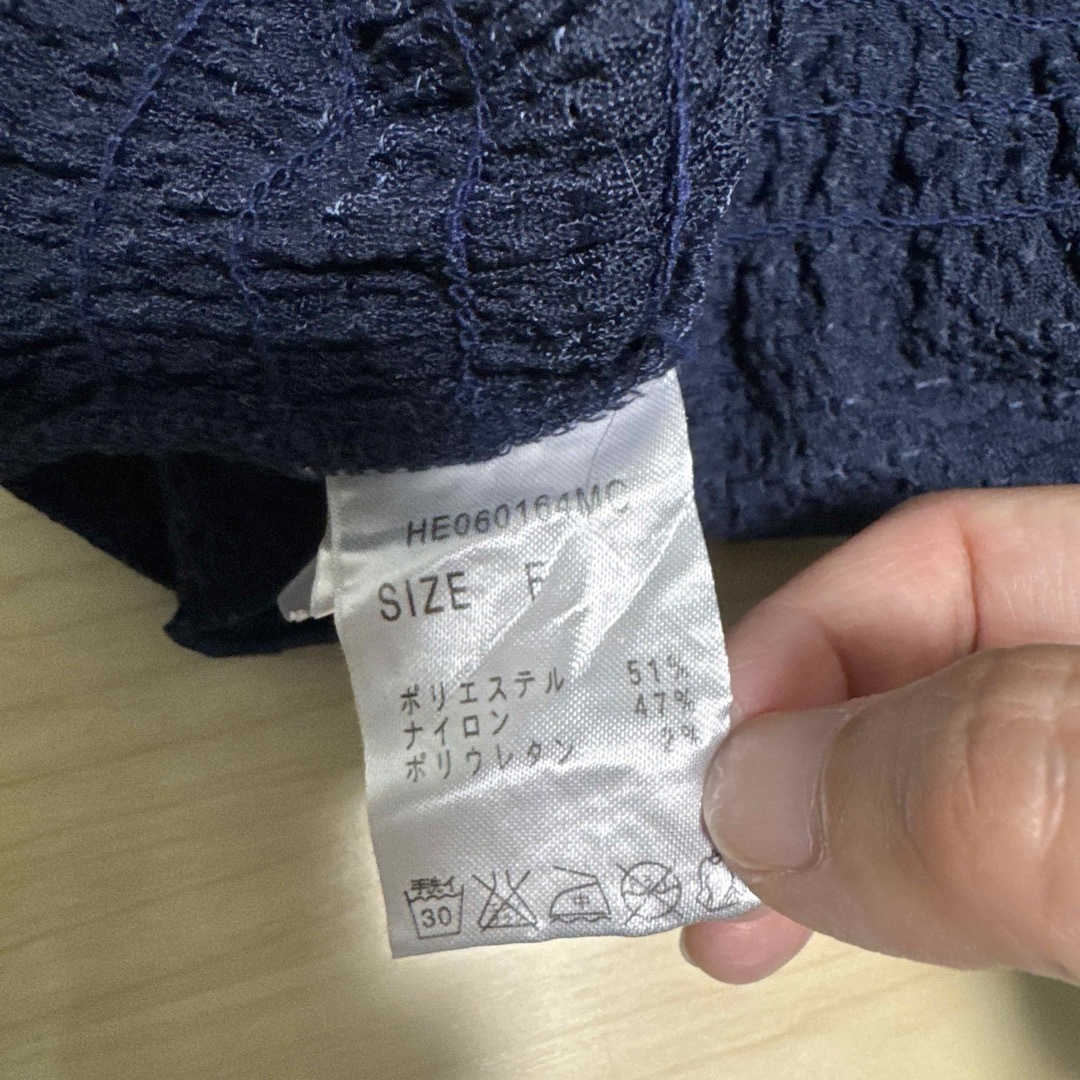 HE060164MC
SIZE F
ポリエステル 51%
ナイロン 47%
ポリウレタン 2%
手洗イ
30
中